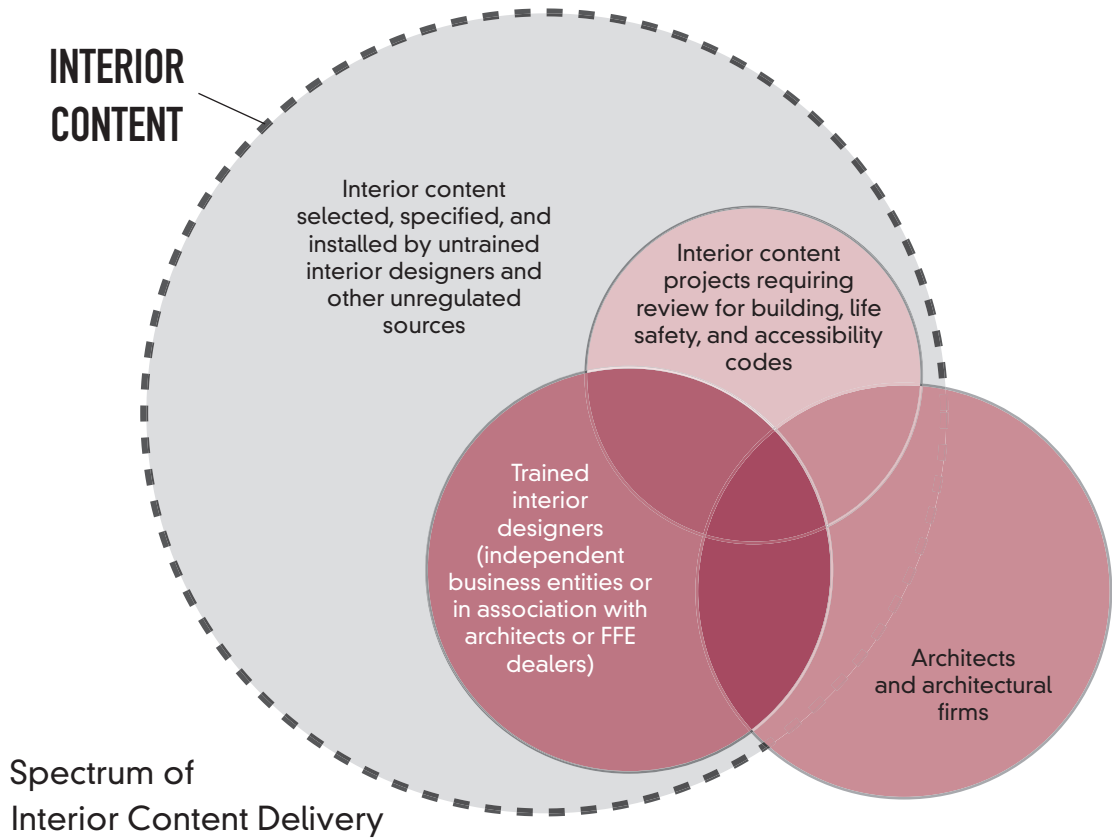 INTERIOR
CONTENT
Interior content
selected, specified, and
installed by untrained
interior designers and
other unregulated
sources
Interior content
projects requiring
review for building, life
safety, and accessibility
codes
Trained
interior
designers
(independent
business entities or
in association with
architects or FFE
dealers)
Architects
and architectural
firms
Spectrum of
Interior Content Delivery